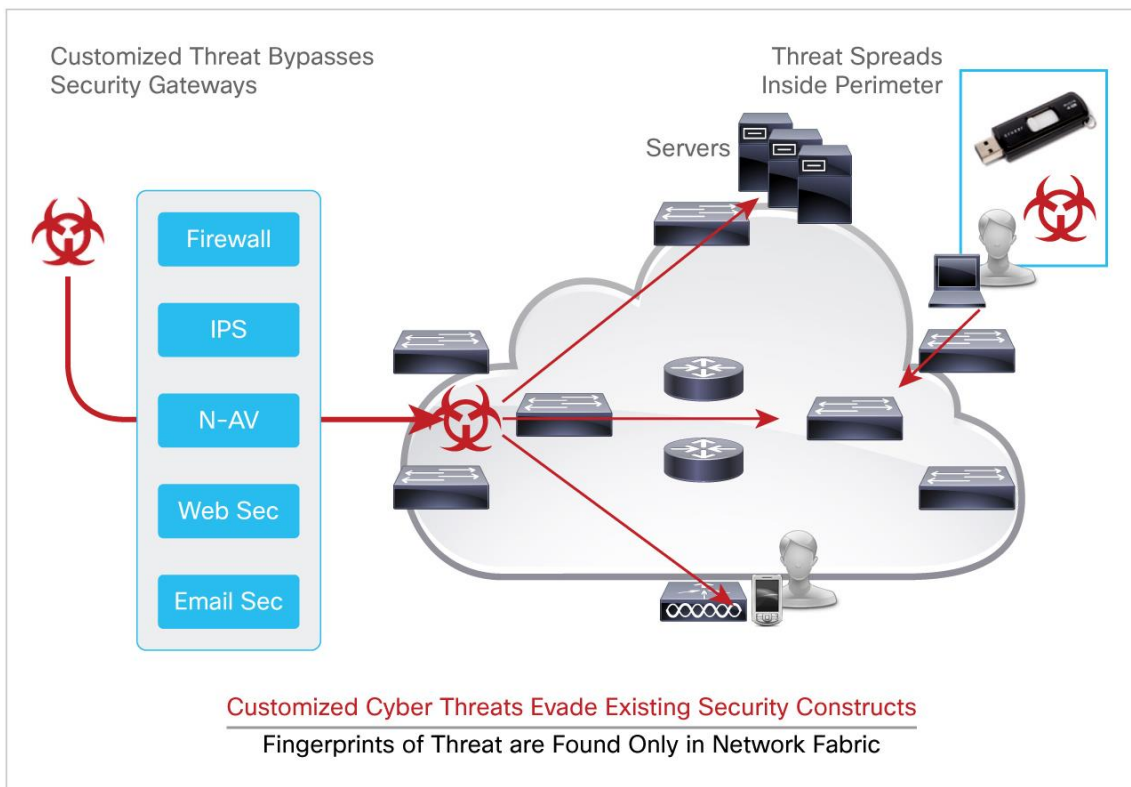 Customized Threat Bypasses
Security Gateways
Threat Spreads
Inside Perimeter
Servers
Firewall
IPS
N-AV
Web Sec
Email Sec
Customized Cyber Threats Evade Existing Security Constructs
Fingerprints of Threat are Found Only in Network Fabric